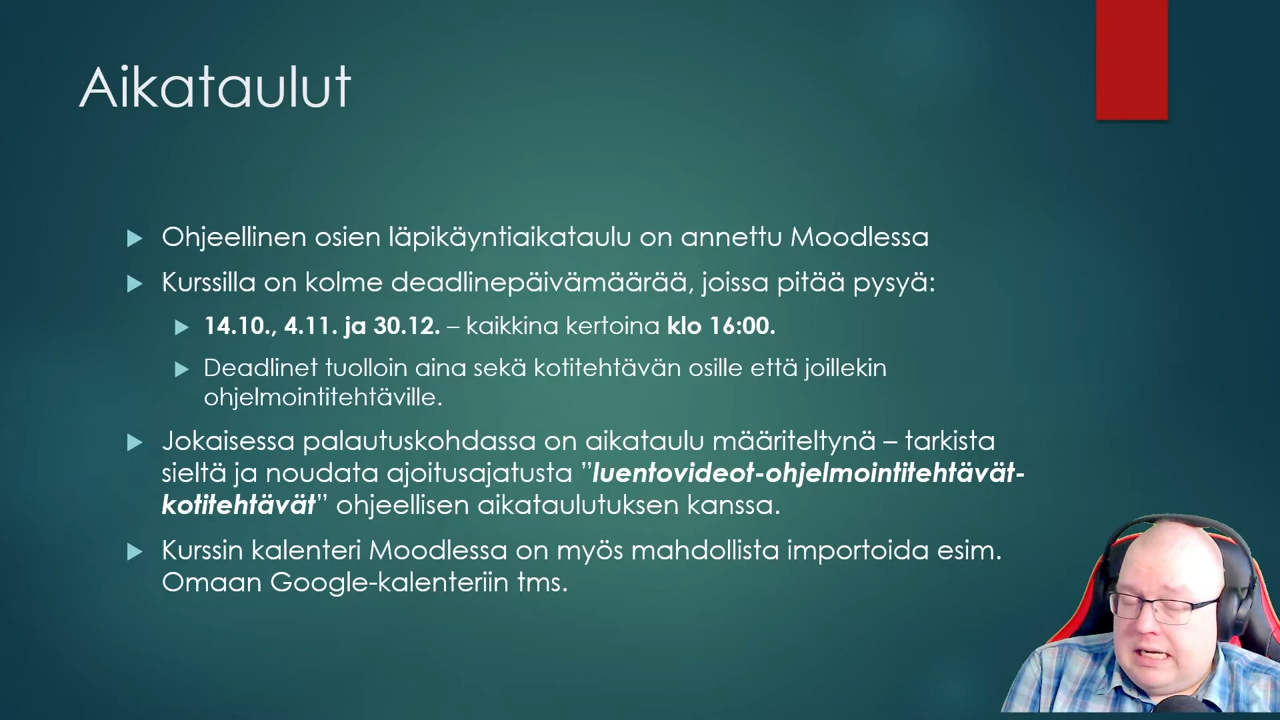 Aikataulut
Ohjeellinen osien läpikäyntiaikataulu on annettu Moodlessa
Kurssilla on kolme deadlinepäivämäärää, joissa pitää pysyä:
14.10., 4.11. ja 30.12. – kaikkina kertoina klo 16:00.
Deadlinet tuolloin aina sekä kotitehtävän osille että joillekin
ohjelmointitehtäville.
Jokaisessa palautuskohdassa on aikataulu määriteltynä – tarkista
sieltä ja noudata ajoitusajatusta ”luentovideot-ohjelmointitehtävät-
kotitehtävät” ohjeellisen aikataulutuksen kanssa.
Kurssin kalenteri Moodlessa on myös mahdollista importoida esim.
Omaan Google-kalenteriin tms.